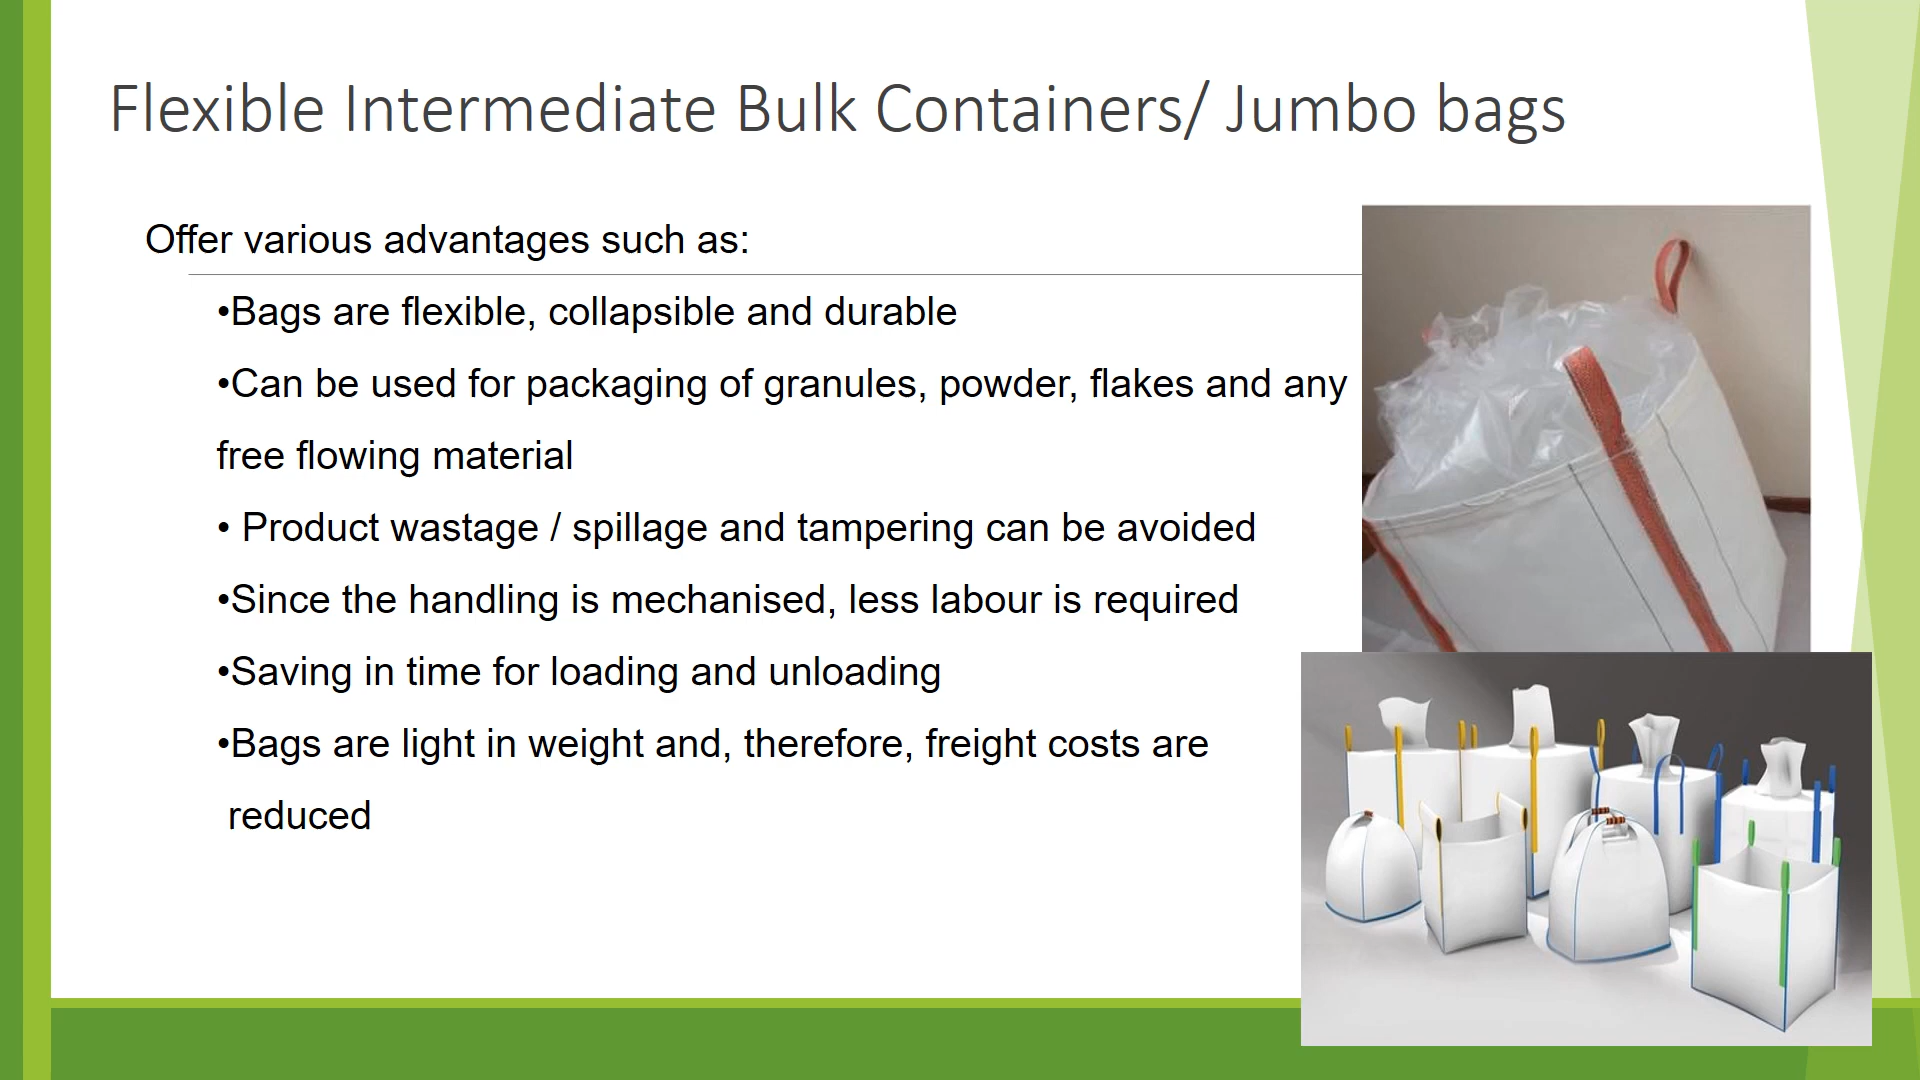 Flexible Intermediate Bulk Containers/ Jumbo bags
Offer various advantages such as:
•Bags are flexible, collapsible and durable
•Can be used for packaging of granules, powder, flakes and any
free flowing material
• Product wastage / spillage and tampering can be avoided
•Since the handling is mechanised, less labour is required
•Saving in time for loading and unloading
•Bags are light in weight and, therefore, freight costs are
reduced